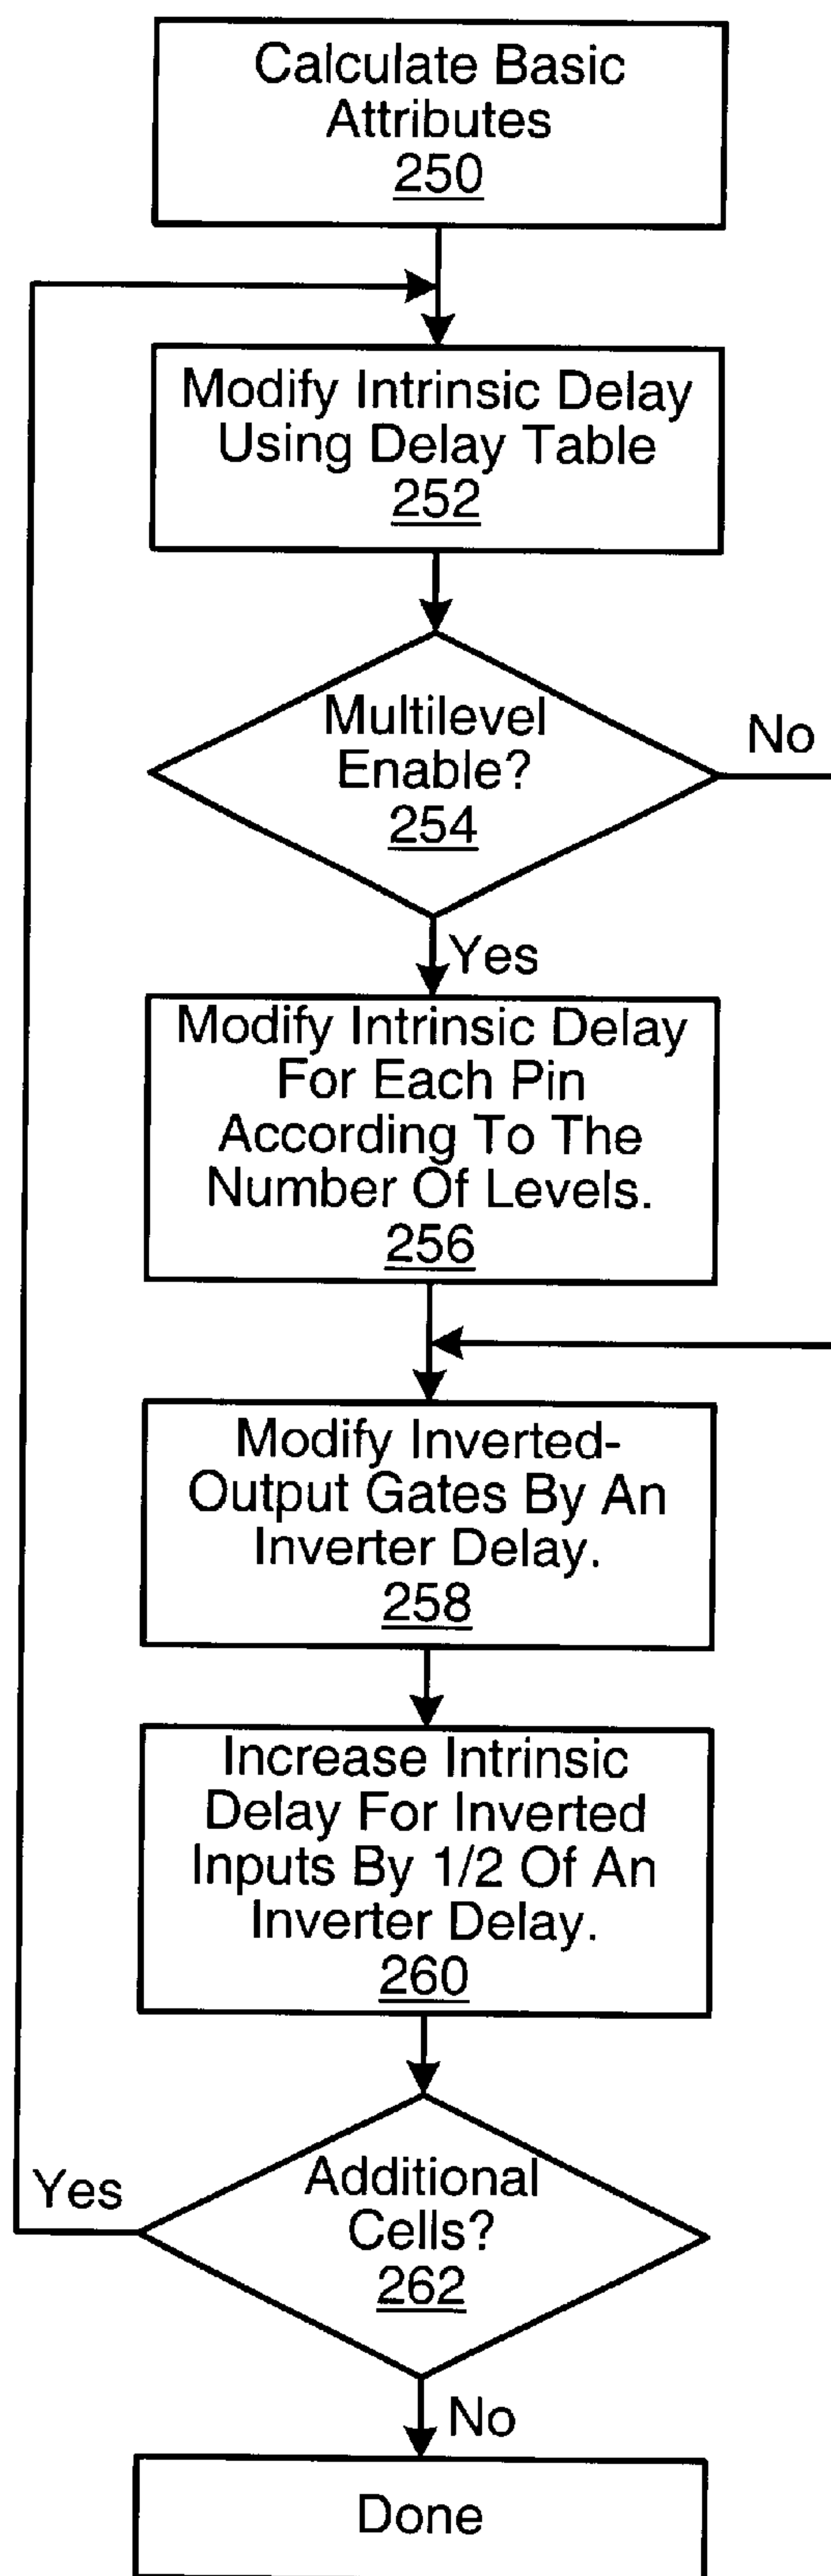 Calculate Basic
Attributes
250
Modify Intrinsic Delay
Using Delay Table
252
Multilevel
Enable?
254
No
Yes
Modify Intrinsic Delay
For Each Pin
According To The
Number Of Levels.
256
Modify Inverted-
Output Gates By An
Inverter Delay.
258
Increase Intrinsic
Delay For Inverted
Inputs By 1/2 Of An
Inverter Delay.
260
Additional
Cells?
262
Yes
No
Done